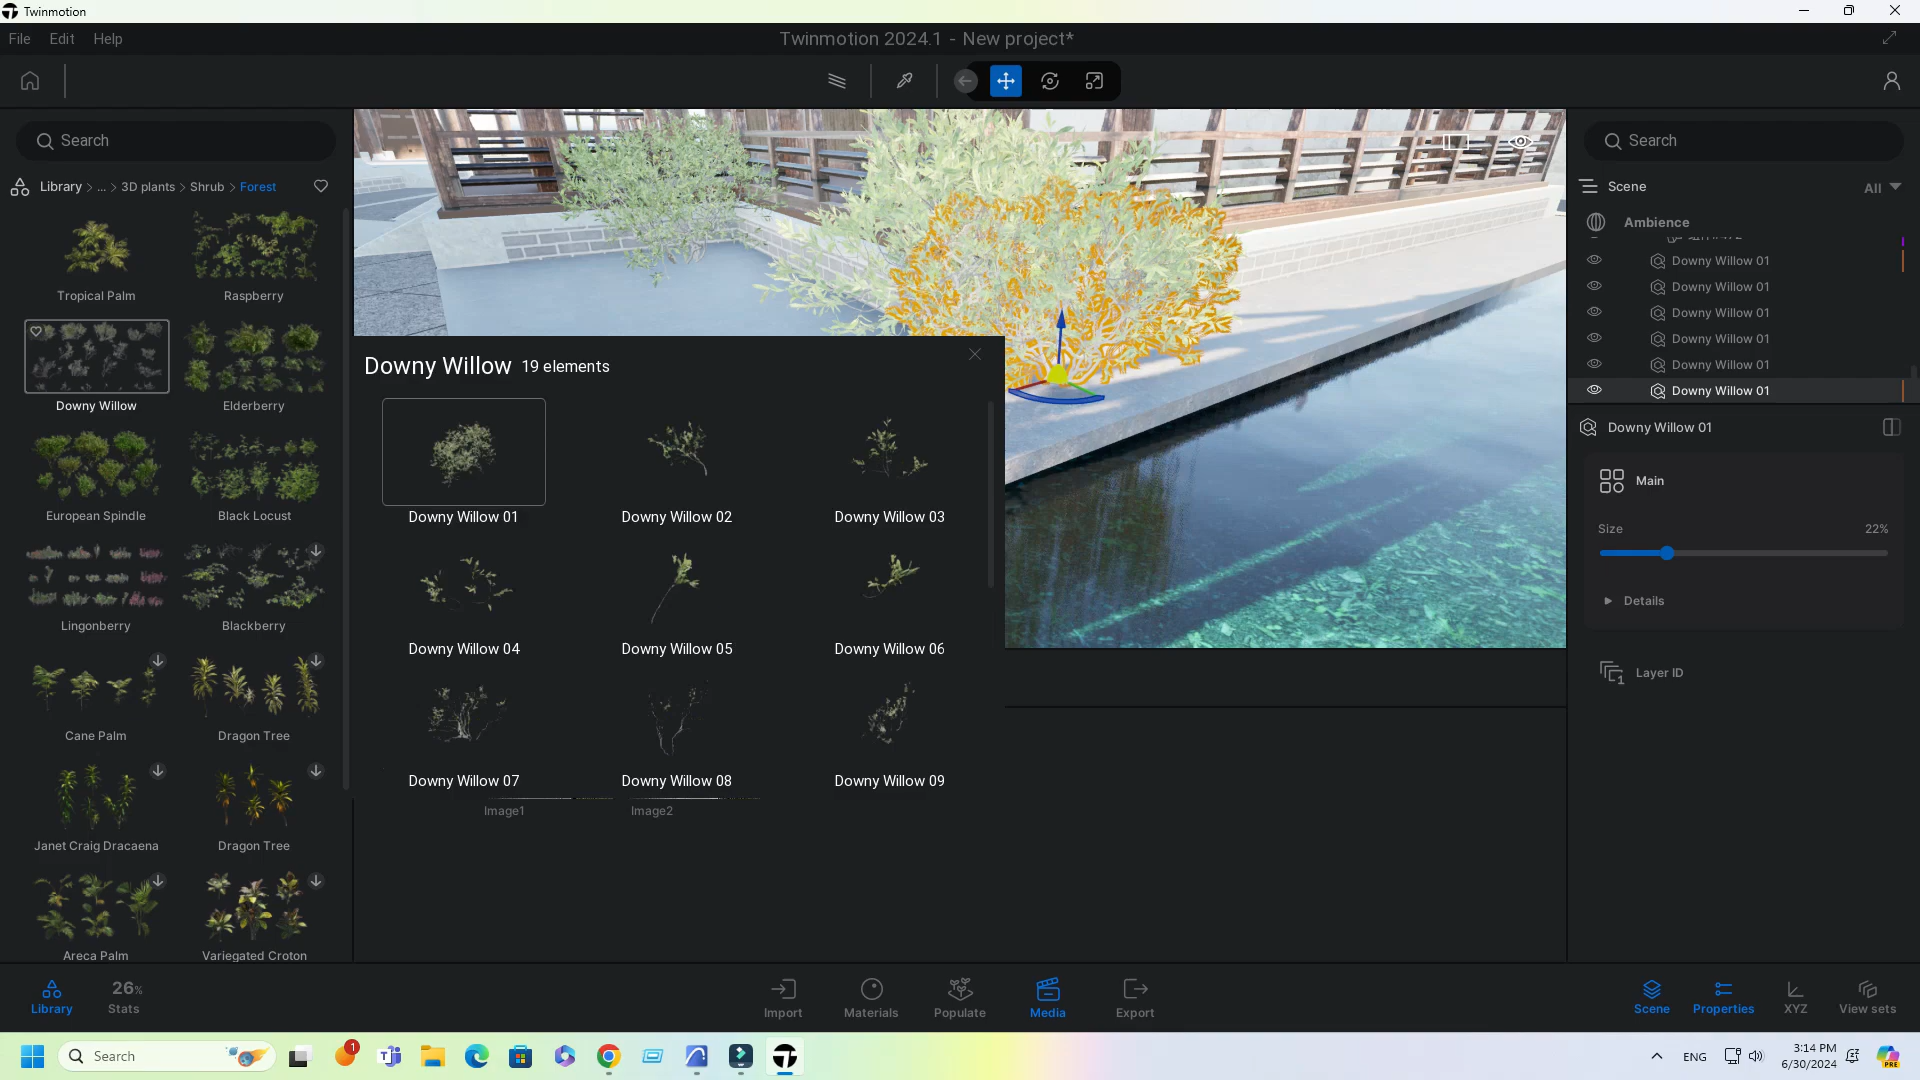 Twinmotion
File Edit Help
Twinmotion 2024.1 - New project*
Search
Library > ... > 3D plants > Shrub > Forest
Tropical Palm
Raspberry
Downy Willow
Elderberry
European Spindle
Black Locust
Lingonberry
Blackberry
Cane Palm
Dragon Tree
Janet Craig Dracaena
Dragon Tree
Areca Palm
Variegated Croton
Downy Willow 19 elements
Downy Willow 01
Downy Willow 02
Downy Willow 03
Downy Willow 04
Downy Willow 05
Downy Willow 06
Downy Willow 07
Downy Willow 08
Downy Willow 09
Image1
Image2
Search
Scene
All
Ambience
Downy Willow 01
Downy Willow 01
Downy Willow 01
Downy Willow 01
Downy Willow 01
Downy Willow 01
Downy Willow 01
Main
Size 22%
Details
Layer ID
Library
26%
Stats
Import
Materials
Populate
Media
Export
Scene
Properties
XYZ
View sets
Search
1
ENG
3:14 PM
6/30/2024
PRE